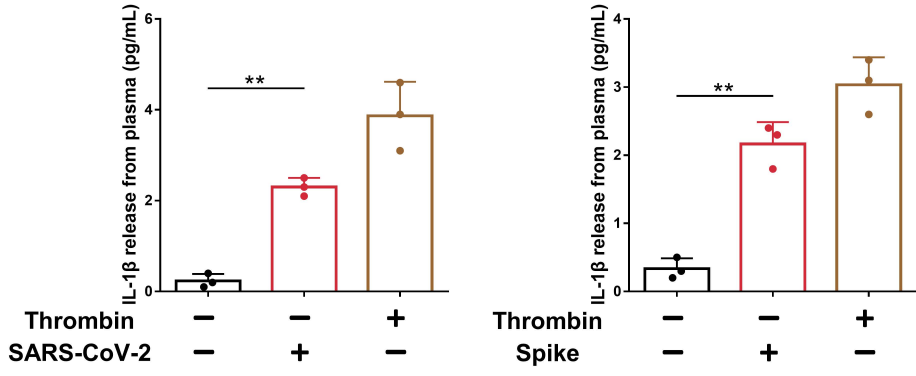 IL-1β release from plasma (pg/mL)
6
4
2
0
**
Thrombin − − +
SARS-CoV-2 − + −
IL-1β release from plasma (pg/mL)
4
3
2
1
0
**
Thrombin − − +
Spike − + −